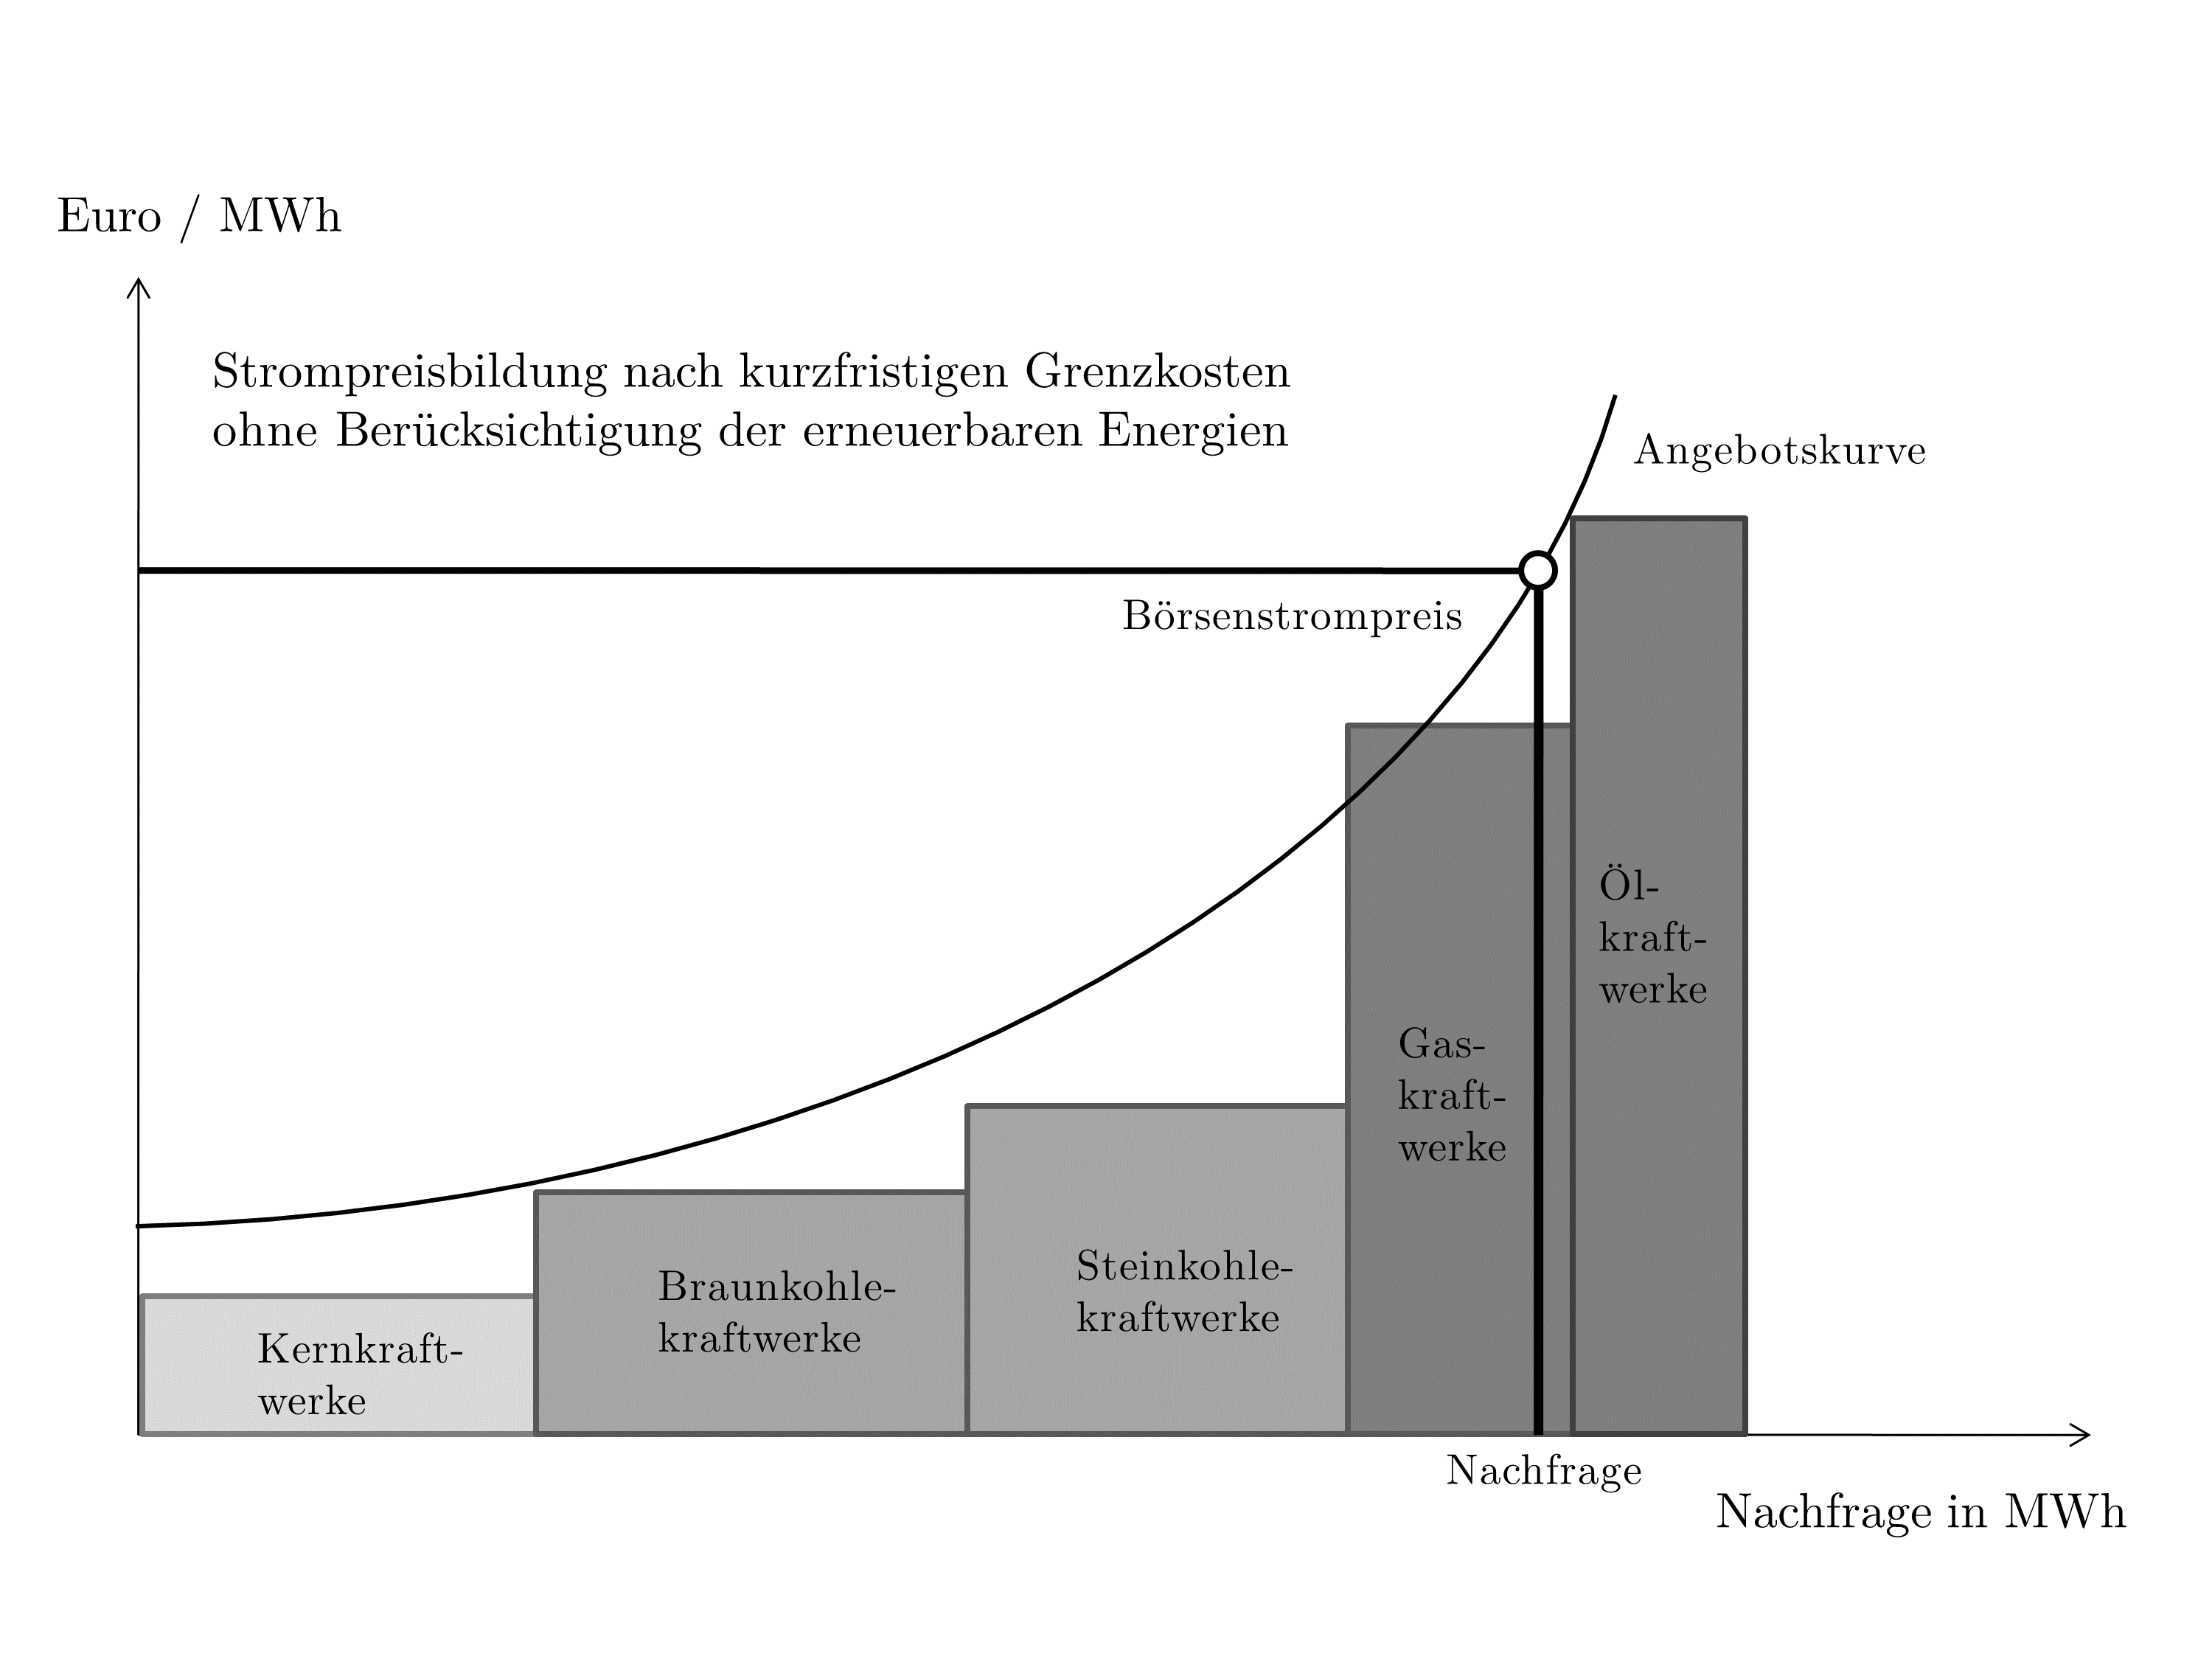 Euro / MWh
Strompreisbildung nach kurzfristigen Grenzkosten
ohne Berücksichtigung der erneuerbaren Energien
Angebotskurve
Börsenstrompreis
Öl-
kraft-
werke
Gas-
kraft-
werke
Steinkohle-
kraftwerke
Braunkohle-
kraftwerke
Kernkraft-
werke
Nachfrage
Nachfrage in MWh